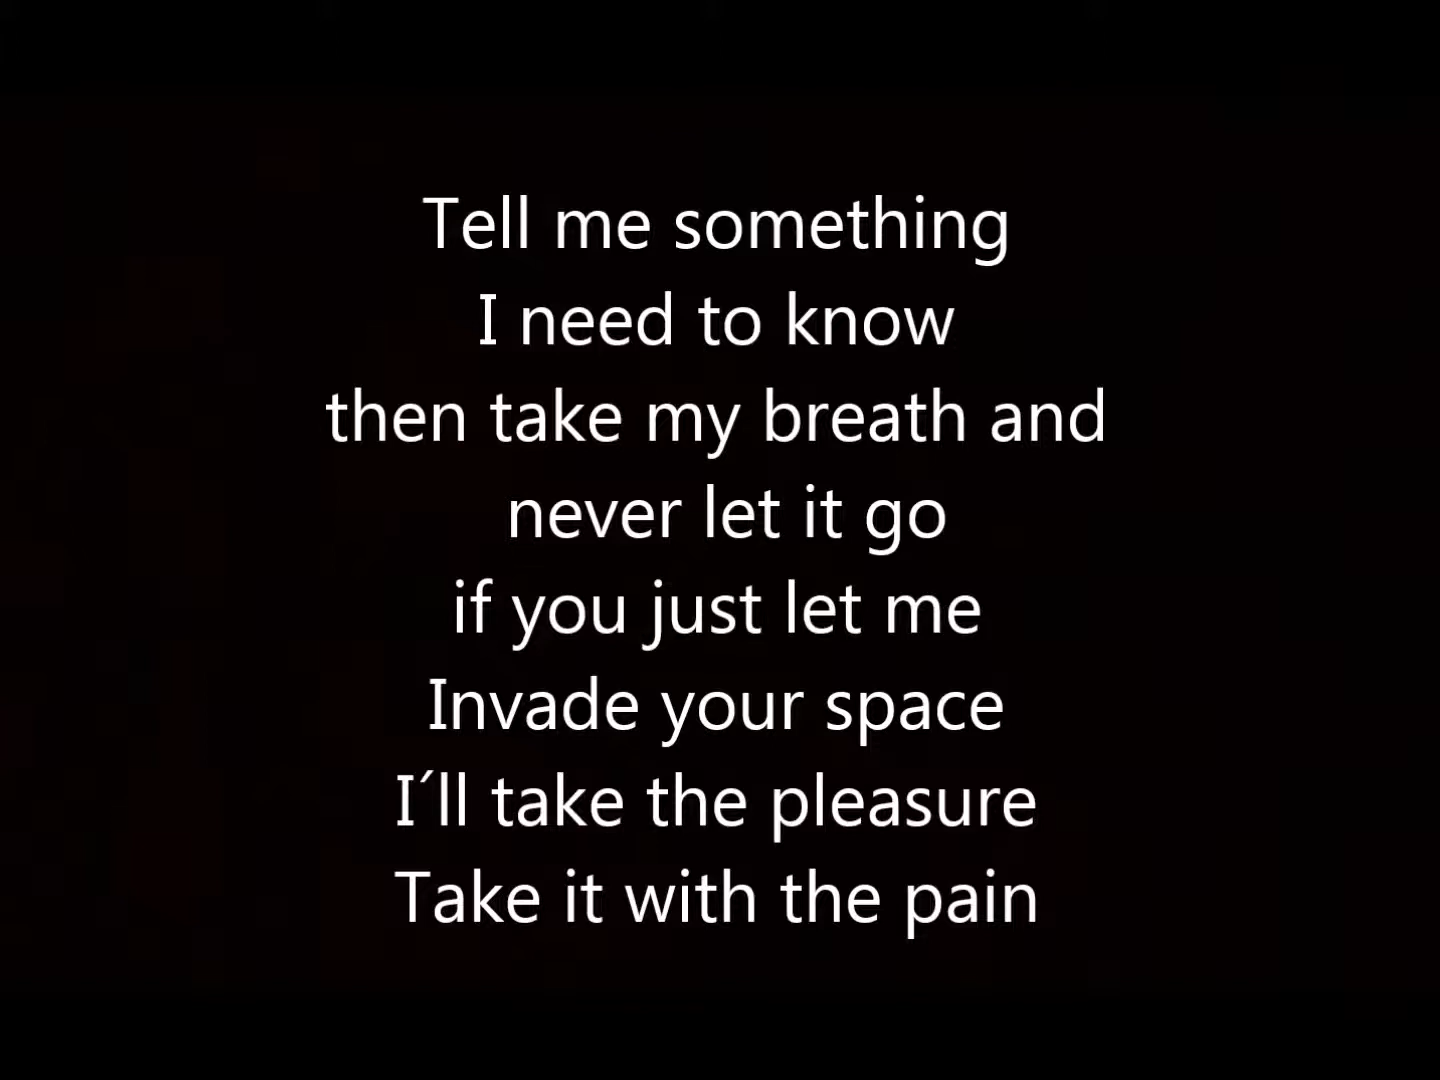 Tell me something
I need to know
then take my breath and
never let it go
if you just let me
Invade your space
I´ll take the pleasure
Take it with the pain